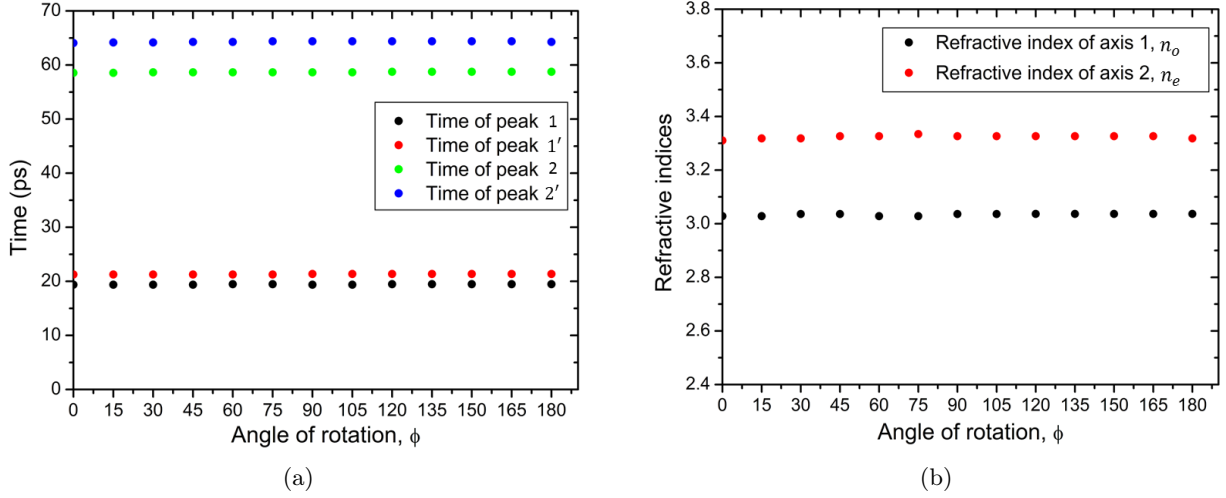 70
60
50
40
30
20
10
0
Time (ps)
Time of peak 1
Time of peak 1′
Time of peak 2
Time of peak 2′
0 15 30 45 60 75 90 105 120 135 150 165 180
Angle of rotation, ϕ
(a)
3.8
3.6
3.4
3.2
3.0
2.8
2.6
2.4
Refractive indices
Refractive index of axis 1, nₒ
Refractive index of axis 2, nₑ
0 15 30 45 60 75 90 105 120 135 150 165 180
Angle of rotation, ϕ
(b)